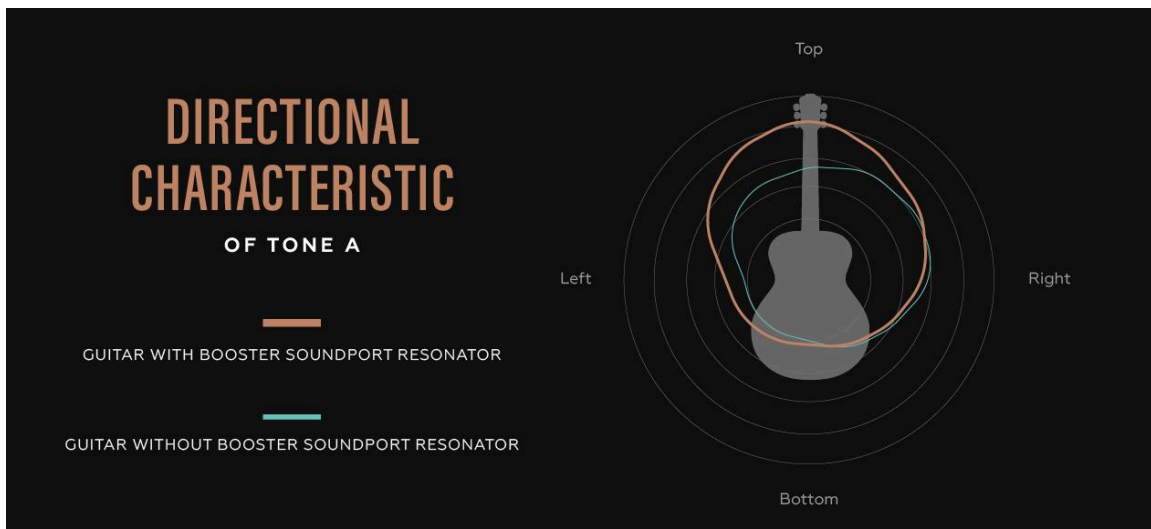 DIRECTIONAL
CHARACTERISTIC
OF TONE A
GUITAR WITH BOOSTER SOUNDPORT RESONATOR
GUITAR WITHOUT BOOSTER SOUNDPORT RESONATOR
Top
Left
Right
Bottom